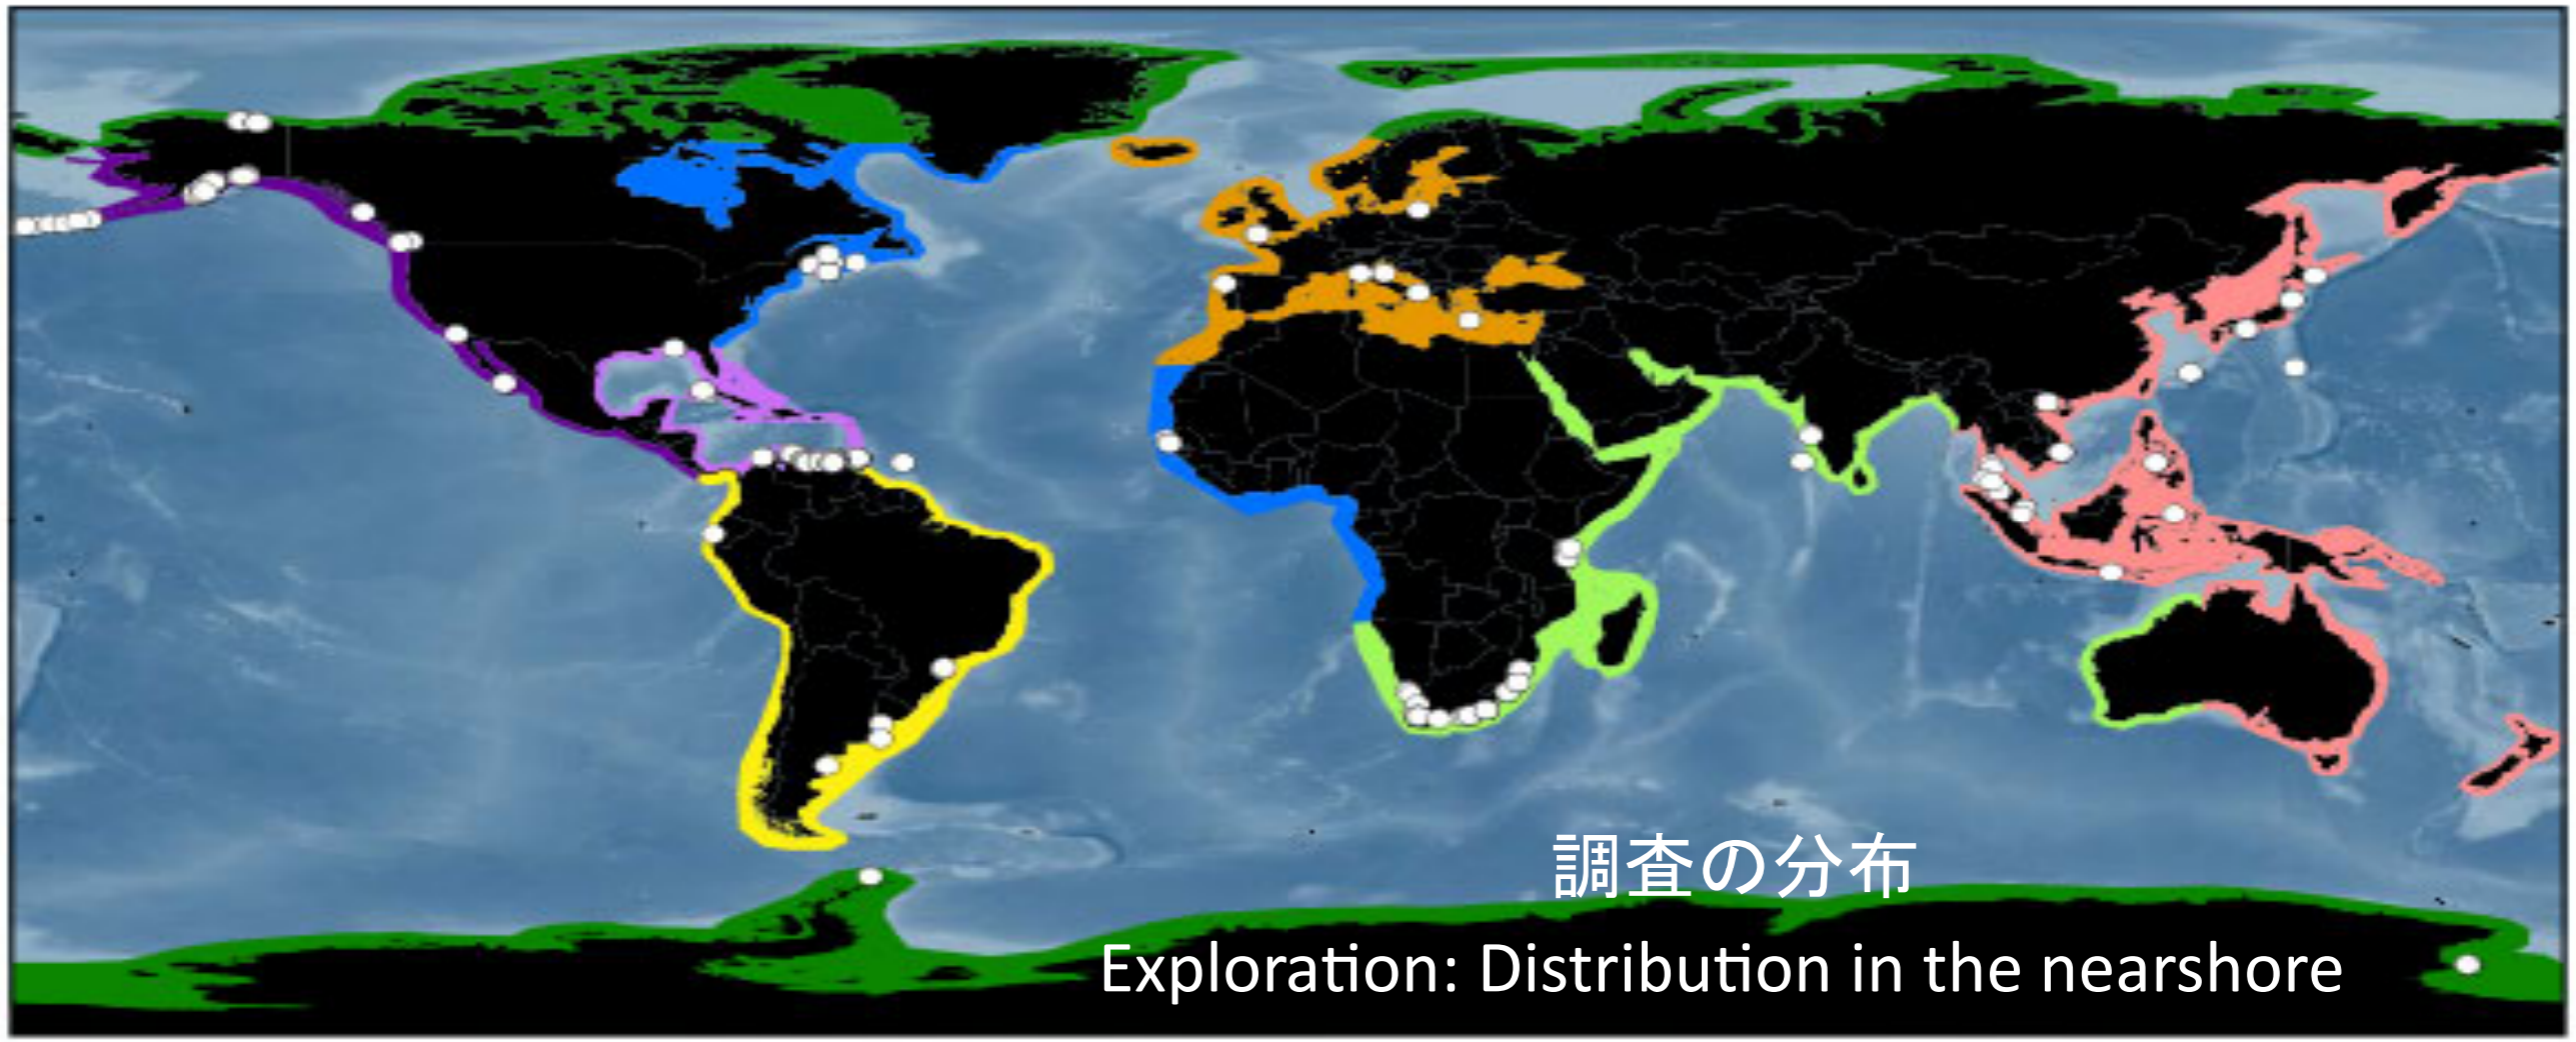 調査の分布
Exploration: Distribution in the nearshore